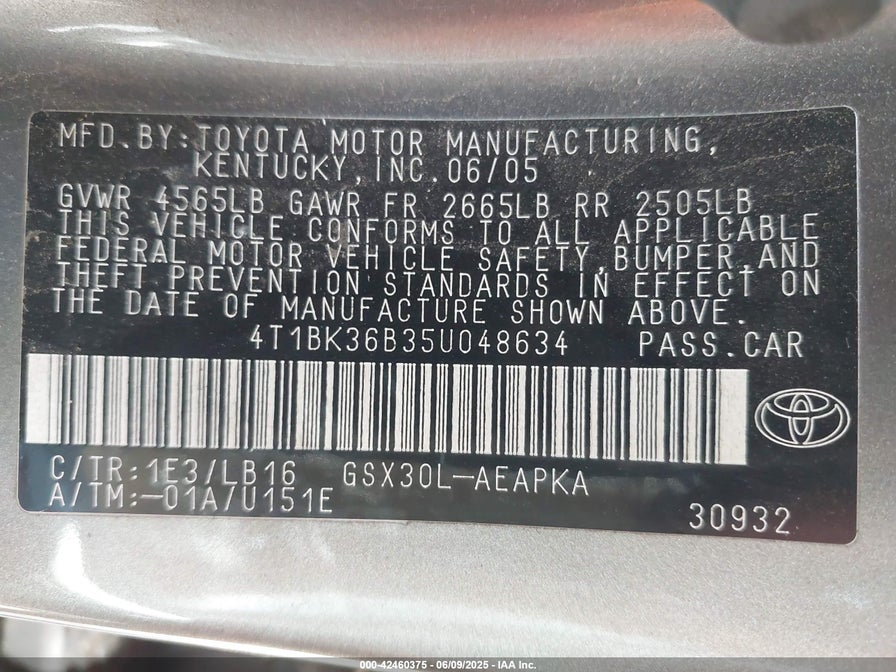 MFD.BY:TOYOTA MOTOR MANUFACTURING,
KENTUCKY,INC.06/05
GVWR 4565LB GAWR FR 2665LB RR 2505LB
THIS VEHICLE CONFORMS TO ALL APPLICABLE
FEDERAL MOTOR VEHICLE SAFETY,BUMPER,AND
THEFT PREVENTION STANDARDS IN EFFECT ON
THE DATE OF MANUFACTURE SHOWN ABOVE.
4T1BK36B35U048634 PASS.CAR
C/TR:1E3/LB16 GSX30L-AEAPKA
A/TM:-01A/U151E
30932
000-42460375 - 06/09/2025 - IAA Inc.